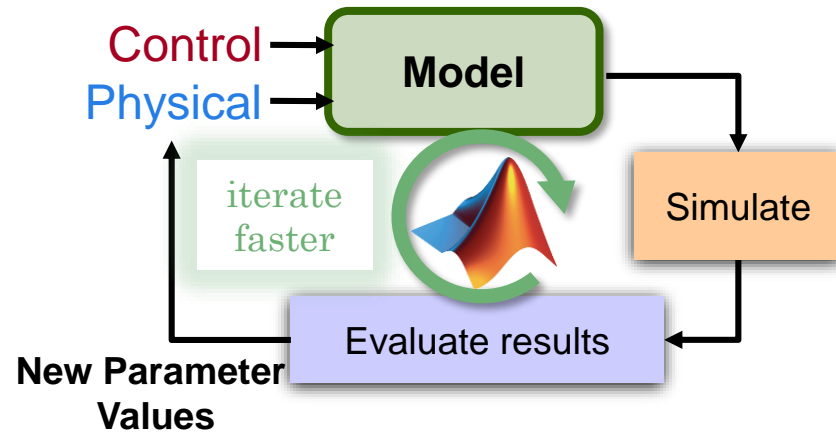 Control
Model
Physical
iterate
faster
Simulate
Evaluate results
New Parameter
Values